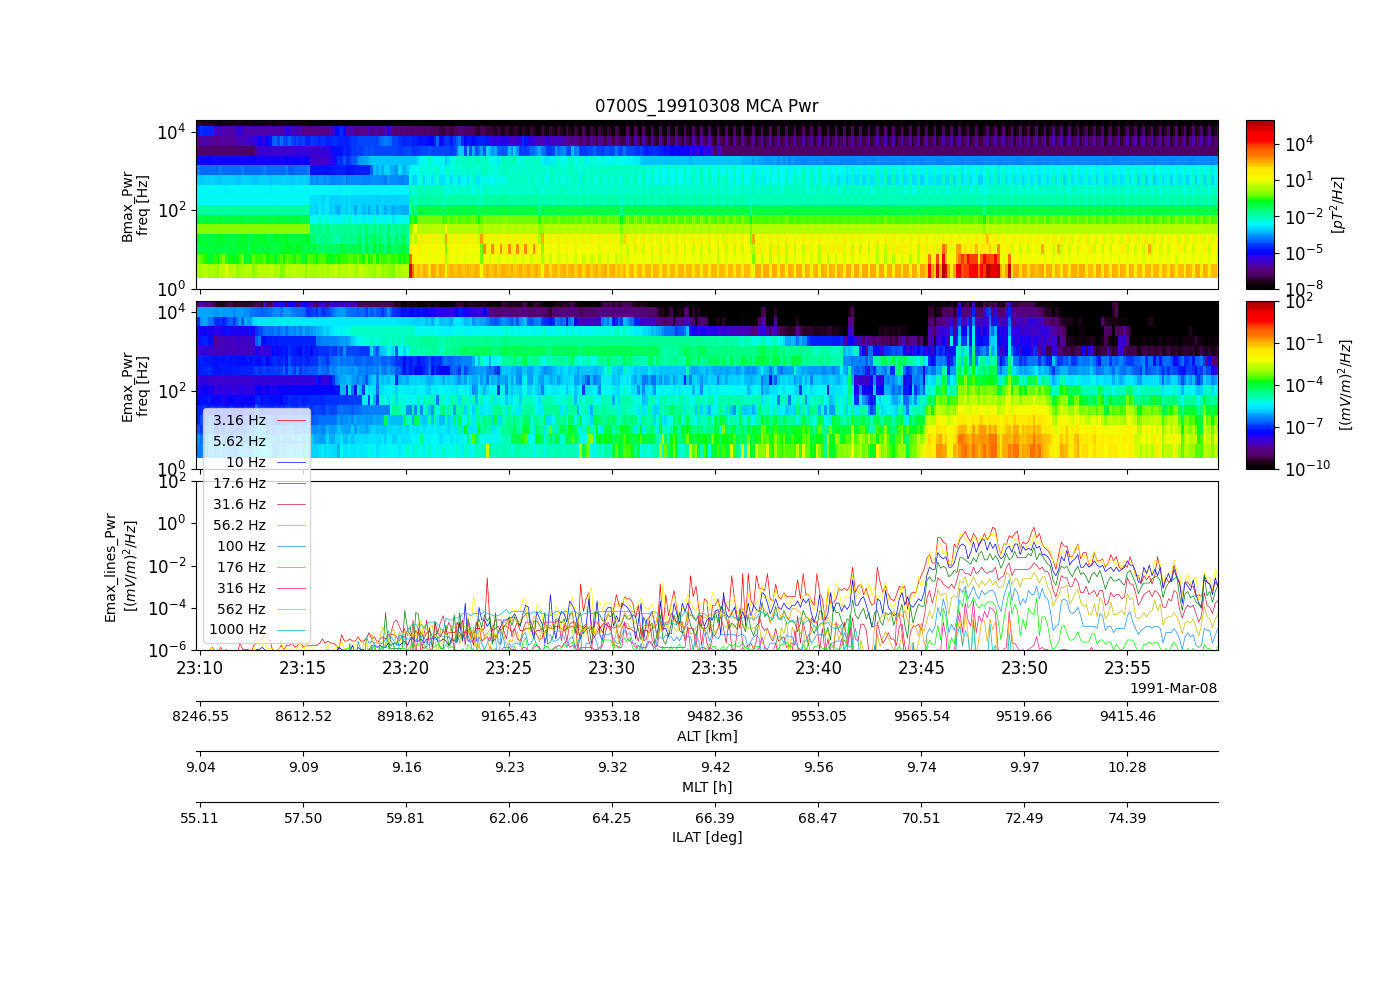 0700S_19910308 MCA Pwr
10^4
10^2
10^0
Bmax_Pwr
freq [Hz]
10^4
10^1
10^-2
10^-5
10^-8
[pT^2/Hz]
10^4
10^2
10^0
Emax_Pwr
freq [Hz]
10^2
10^-1
10^-4
10^-7
10^-10
[(mV/m)^2/Hz]
3.16 Hz
5.62 Hz
10 Hz
17.6 Hz
31.6 Hz
56.2 Hz
100 Hz
176 Hz
316 Hz
562 Hz
1000 Hz
10^2
10^0
10^-2
10^-4
10^-6
Emax_lines_Pwr
[(mV/m)^2/Hz]
23:10 23:15 23:20 23:25 23:30 23:35 23:40 23:45 23:50 23:55
1991-Mar-08
8246.55 8612.52 8918.62 9165.43 9353.18 9482.36 9553.05 9565.54 9519.66 9415.46
ALT [km]
9.04 9.09 9.16 9.23 9.32 9.42 9.56 9.74 9.97 10.28
MLT [h]
55.11 57.50 59.81 62.06 64.25 66.39 68.47 70.51 72.49 74.39
ILAT [deg]